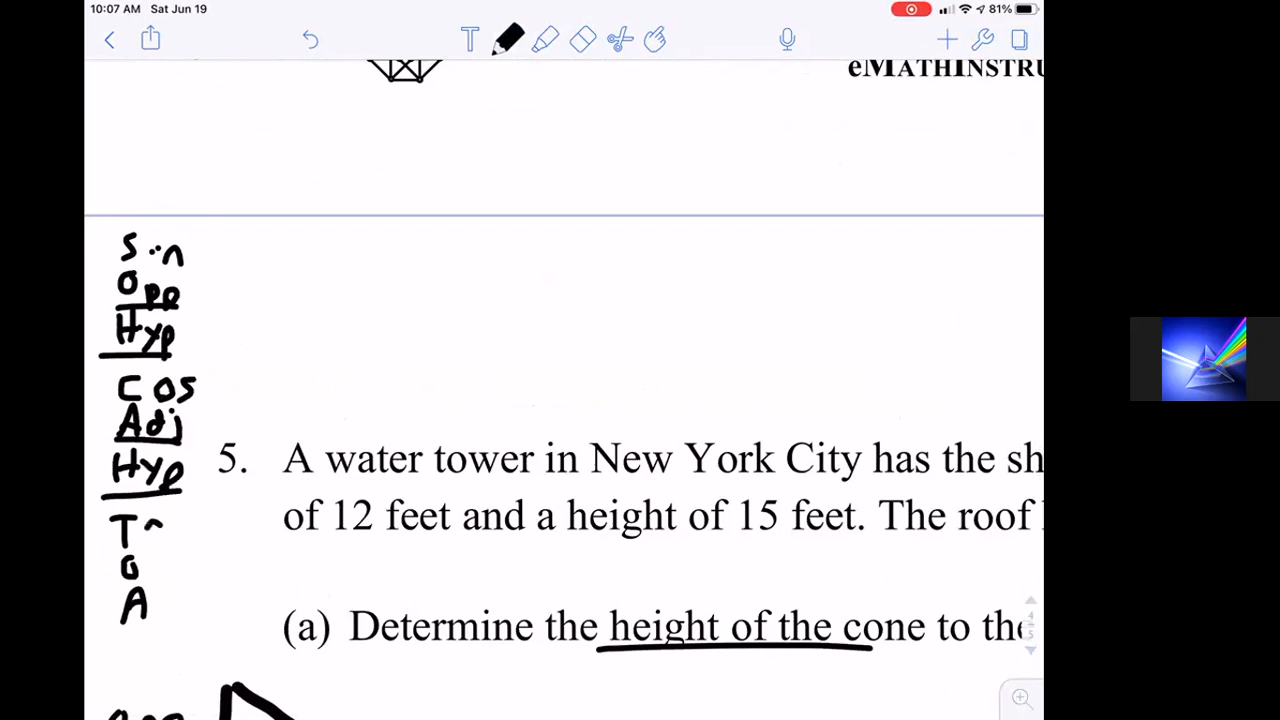 10:07 AM Sat Jun 19
81%
T
eMATHINSTRU
Sin
Opp
Hyp
Cos
Adj
Hyp
T
O
A
5. A water tower in New York City has the sh
of 12 feet and a height of 15 feet. The roof
(a) Determine the height of the cone to the